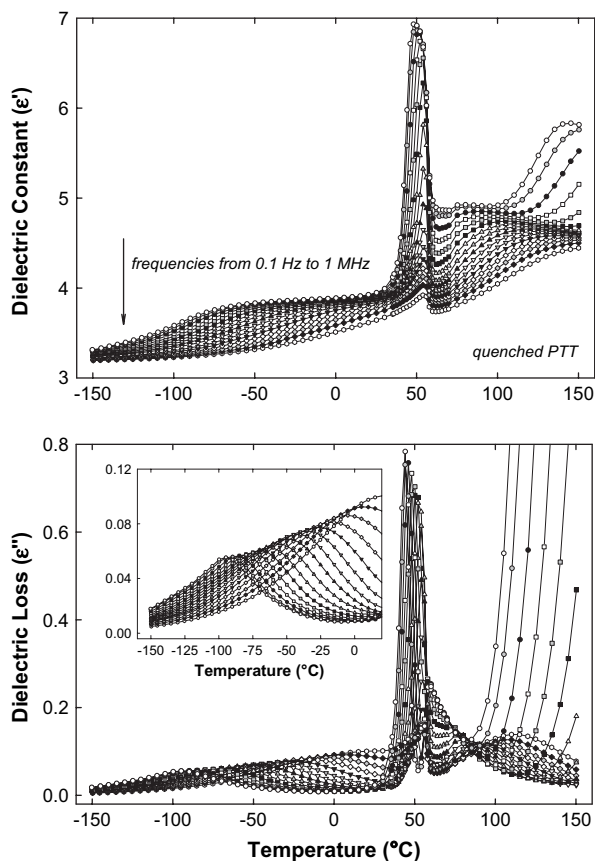 Dielectric Constant (ε')
7
6
5
4
3
frequencies from 0.1 Hz to 1 MHz
quenched PTT
-150 -100 -50 0 50 100 150
Dielectric Loss (ε'')
0.8
0.6
0.4
0.2
0.0
0.12
0.08
0.04
0.00
-150 -125 -100 -75 -50 -25 0
Temperature (°C)
-150 -100 -50 0 50 100 150
Temperature (°C)